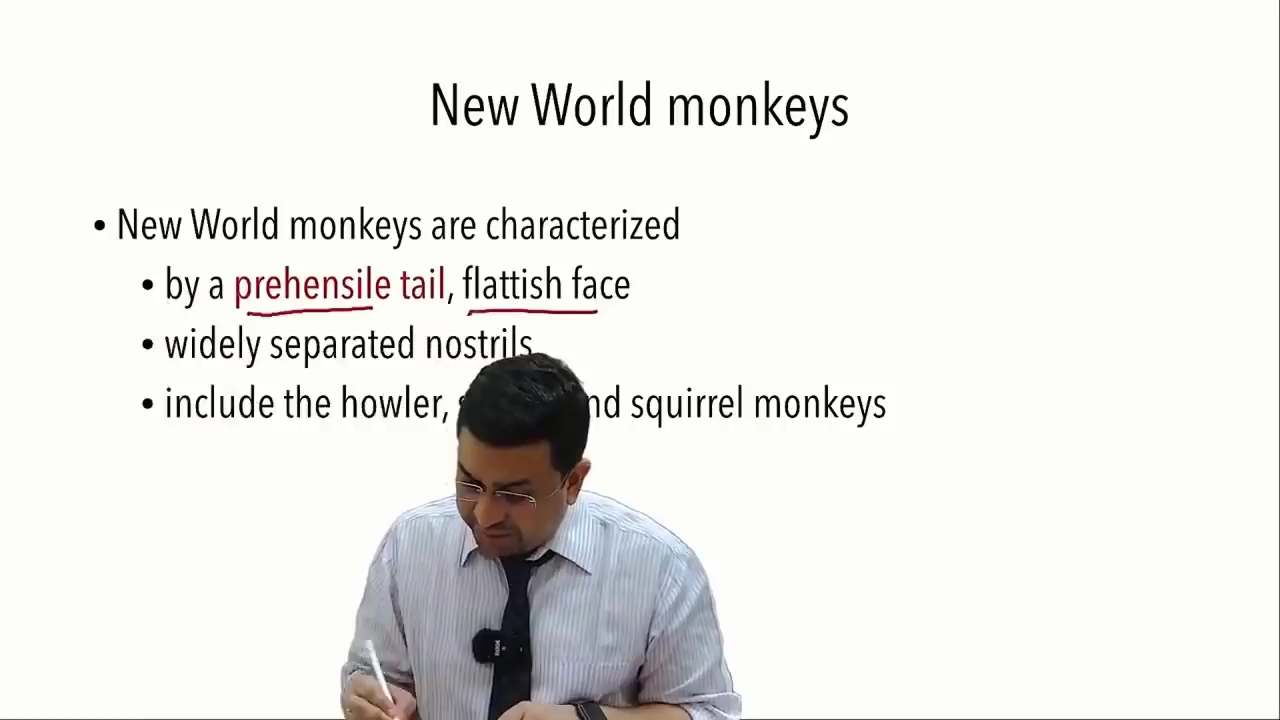 New World monkeys
• New World monkeys are characterized
• by a prehensile tail, flattish face
• widely separated nostrils
• include the howler, and squirrel monkeys